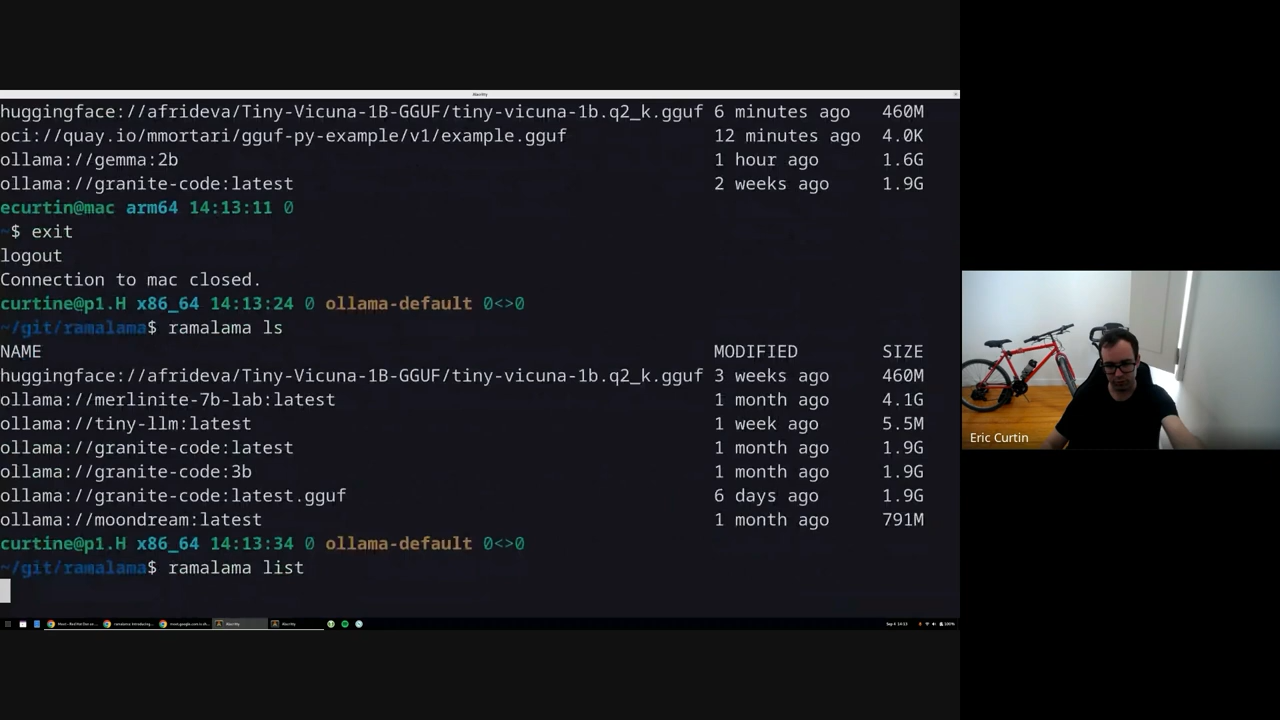 Alacritty
huggingface://afrideva/Tiny-Vicuna-1B-GGUF/tiny-vicuna-1b.q2_k.gguf 6 minutes ago 460M
oci://quay.io/mmortari/gguf-py-example/v1/example.gguf 12 minutes ago 4.0K
ollama://gemma:2b 1 hour ago 1.6G
ollama://granite-code:latest 2 weeks ago 1.9G
ecurtin@mac arm64 14:13:11 0
~$ exit
logout
Connection to mac closed.
curtine@p1.H x86_64 14:13:24 0 ollama-default 0<>0
~/git/ramalama$ ramalama ls
NAME MODIFIED SIZE
huggingface://afrideva/Tiny-Vicuna-1B-GGUF/tiny-vicuna-1b.q2_k.gguf 3 weeks ago 460M
ollama://merlinite-7b-lab:latest 1 month ago 4.1G
ollama://tiny-llm:latest 1 week ago 5.5M
ollama://granite-code:latest 1 month ago 1.9G
ollama://granite-code:3b 1 month ago 1.9G
ollama://granite-code:latest.gguf 6 days ago 1.9G
ollama://moondream:latest 1 month ago 791M
curtine@p1.H x86_64 14:13:34 0 ollama-default 0<>0
~/git/ramalama$ ramalama list
Eric Curtin
Alacritty
Alacritty
Sep 4 14:13
100%